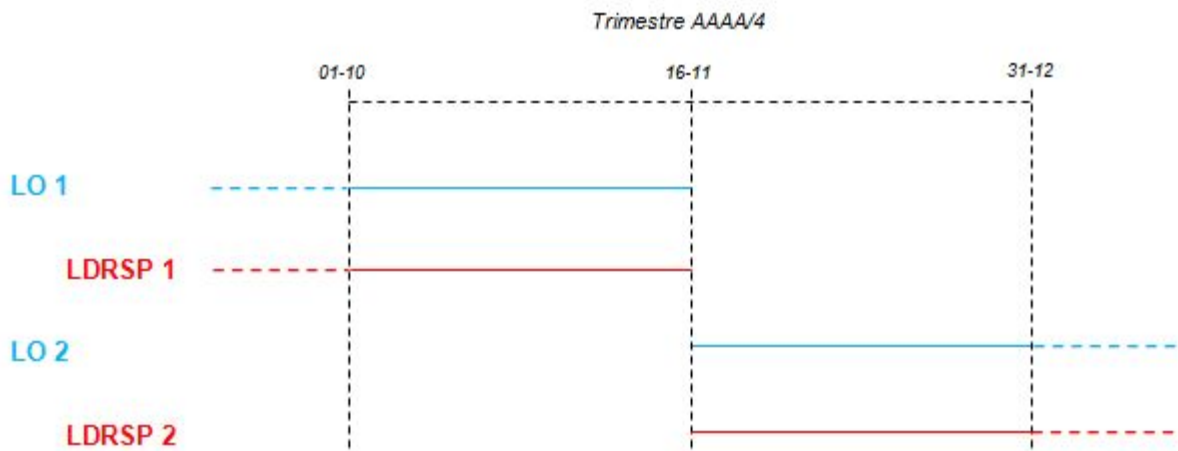 Trimestre AAAA/4
01-10 16-11 31-12
LO 1
LDRSP 1
LO 2
LDRSP 2